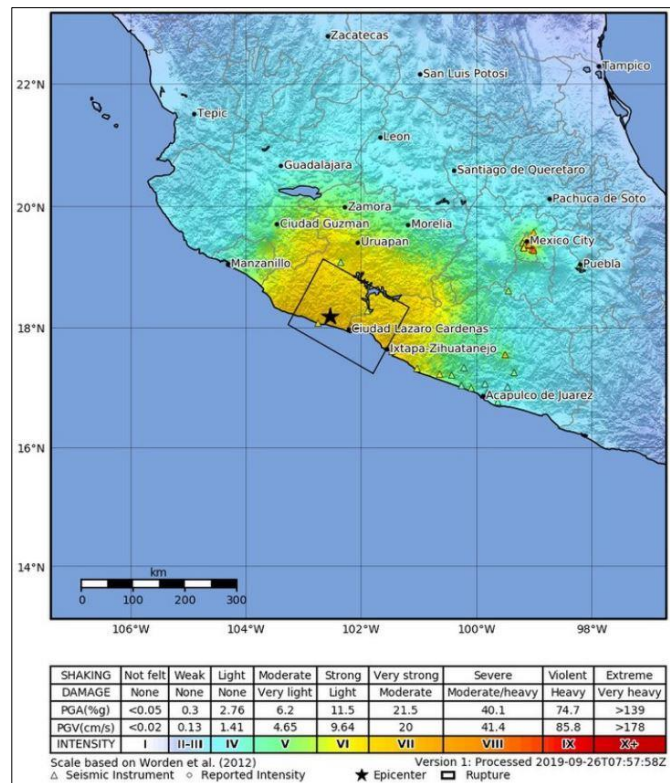 Zacatecas
22°N
San Luis Potosi
Tampico
Tepic
Leon
Guadalajara
Santiago de Queretaro
20°N
Zamora
Pachuca de Soto
Ciudad Guzman
Morelia
Uruapan
Mexico City
Manzanillo
Puebla
18°N
Ciudad Lazaro Cardenas
Ixtapa-Zihuatanejo
Acapulco de Juarez
16°N
14°N
km
0 100 200 300
106°W 104°W 102°W 100°W 98°W
SHAKING Not felt Weak Light Moderate Strong Very strong Severe Violent Extreme
DAMAGE None None None Very light Light Moderate Moderate/heavy Heavy Very heavy
PGA(%g) <0.05 0.3 2.76 6.2 11.5 21.5 40.1 74.7 >139
PGV(cm/s) <0.02 0.13 1.41 4.65 9.64 20 41.4 85.8 >178
INTENSITY I II-III IV V VI VII VIII IX X+
Scale based on Worden et al. (2012) Version 1: Processed 2019-09-26T07:57:58Z
△ Seismic Instrument ○ Reported Intensity ★ Epicenter □ Rupture